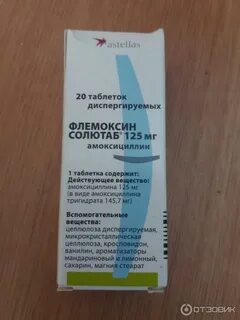 astellas
20 таблеток
диспергируемых
ФЛЕМОКСИН
СОЛЮТАБ® 125 мг
амоксициллин
1 таблетка содержит:
Действующее вещество:
амоксициллина 125 мг
(в виде амоксициллина
тригидрата 145,7 мг)
Вспомогательные
вещества:
целлюлоза диспергируемая,
микрокристаллическая
целлюлоза, кросповидон,
ванилин, ароматизаторы
мандариновый и лимонный,
сахарин, магния стеарат
ОТЗОВИК